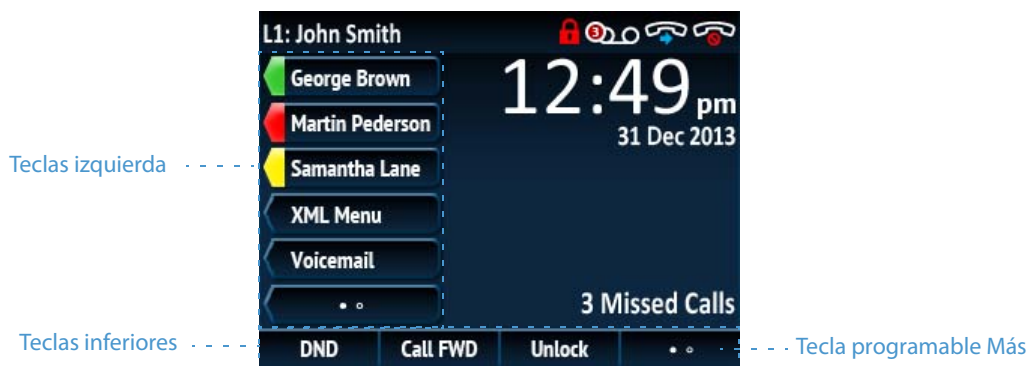 L1: John Smith
3
George Brown
12:49 pm
Martin Pederson
31 Dec 2013
Teclas izquierda
Samantha Lane
XML Menu
Voicemail
3 Missed Calls
Teclas inferiores
DND Call FWD Unlock
Tecla programable Más